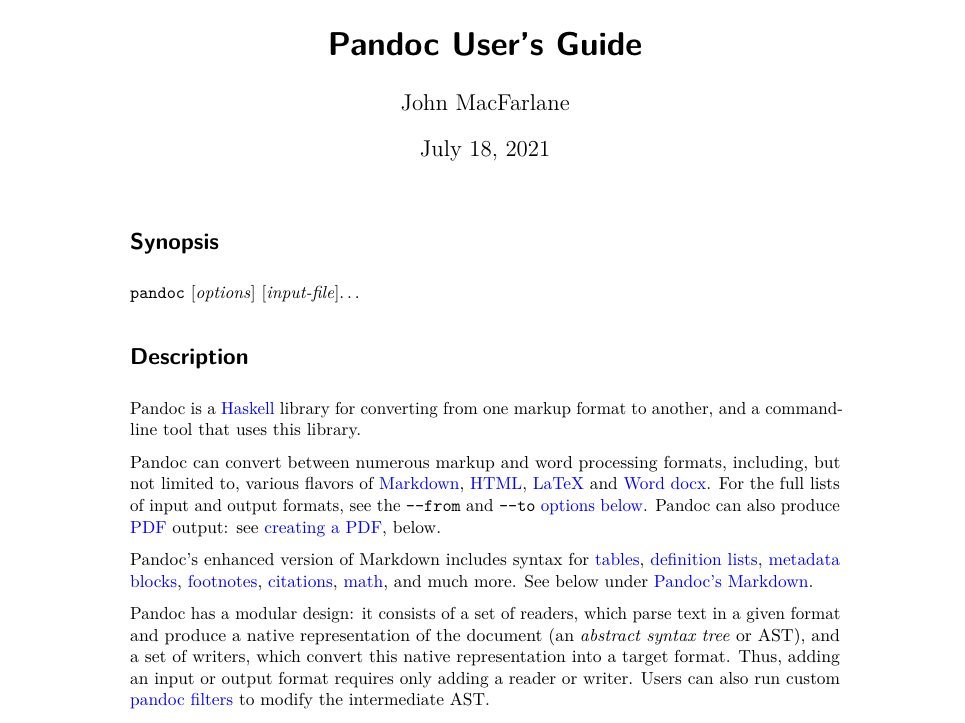 Pandoc User's Guide
John MacFarlane
July 18, 2021
Synopsis
pandoc [options] [input-file]...
Description
Pandoc is a Haskell library for converting from one markup format to another, and a command-
line tool that uses this library.
Pandoc can convert between numerous markup and word processing formats, including, but
not limited to, various flavors of Markdown, HTML, LaTeX and Word docx. For the full lists
of input and output formats, see the --from and --to options below. Pandoc can also produce
PDF output: see creating a PDF, below.
Pandoc's enhanced version of Markdown includes syntax for tables, definition lists, metadata
blocks, footnotes, citations, math, and much more. See below under Pandoc's Markdown.
Pandoc has a modular design: it consists of a set of readers, which parse text in a given format
and produce a native representation of the document (an abstract syntax tree or AST), and
a set of writers, which convert this native representation into a target format. Thus, adding
an input or output format requires only adding a reader or writer. Users can also run custom
pandoc filters to modify the intermediate AST.